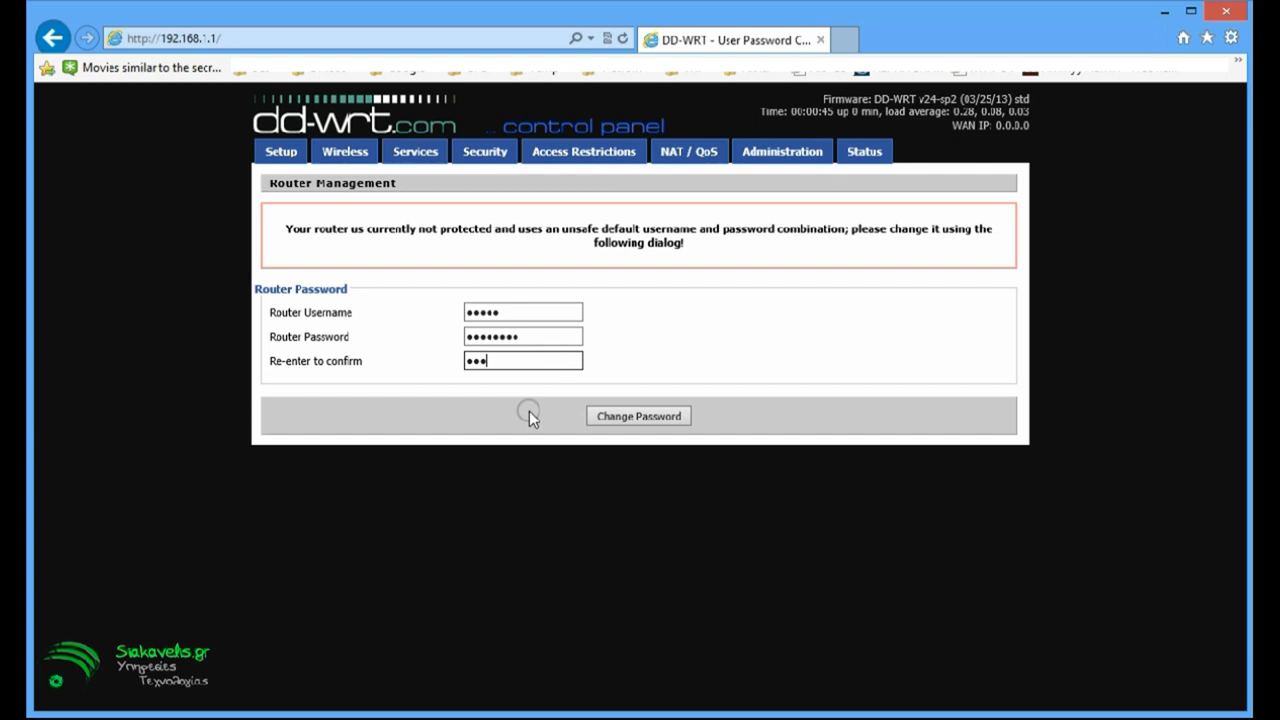 http://192.168.1.1/
DD-WRT - User Password C...
Movies similar to the secr...
dd-wrt.com
... control panel
Firmware: DD-WRT v24-sp2 (03/25/13) std
Time: 00:00:45 up 0 min, load average: 0.28, 0.08, 0.03
WAN IP: 0.0.0.0
Setup
Wireless
Services
Security
Access Restrictions
NAT / QoS
Administration
Status
Router Management
Your router us currently not protected and uses an unsafe default username and password combination; please change it using the
following dialog!
Router Password
Router Username
Router Password
Re-enter to confirm
Change Password
Siakavelis.gr
Υπηρεσίες
Τεχνολογίας